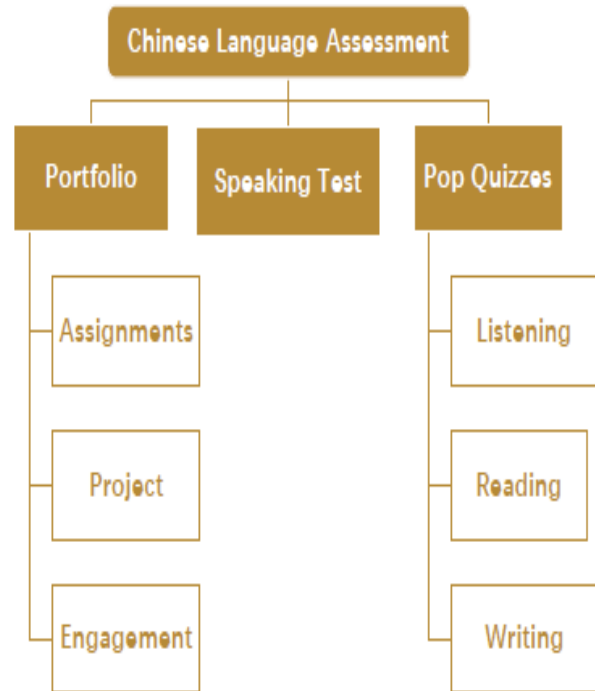 Chinese Language Assessment
Portfolio
Speaking Test
Pop Quizzes
Assignments
Listening
Project
Reading
Engagement
Writing